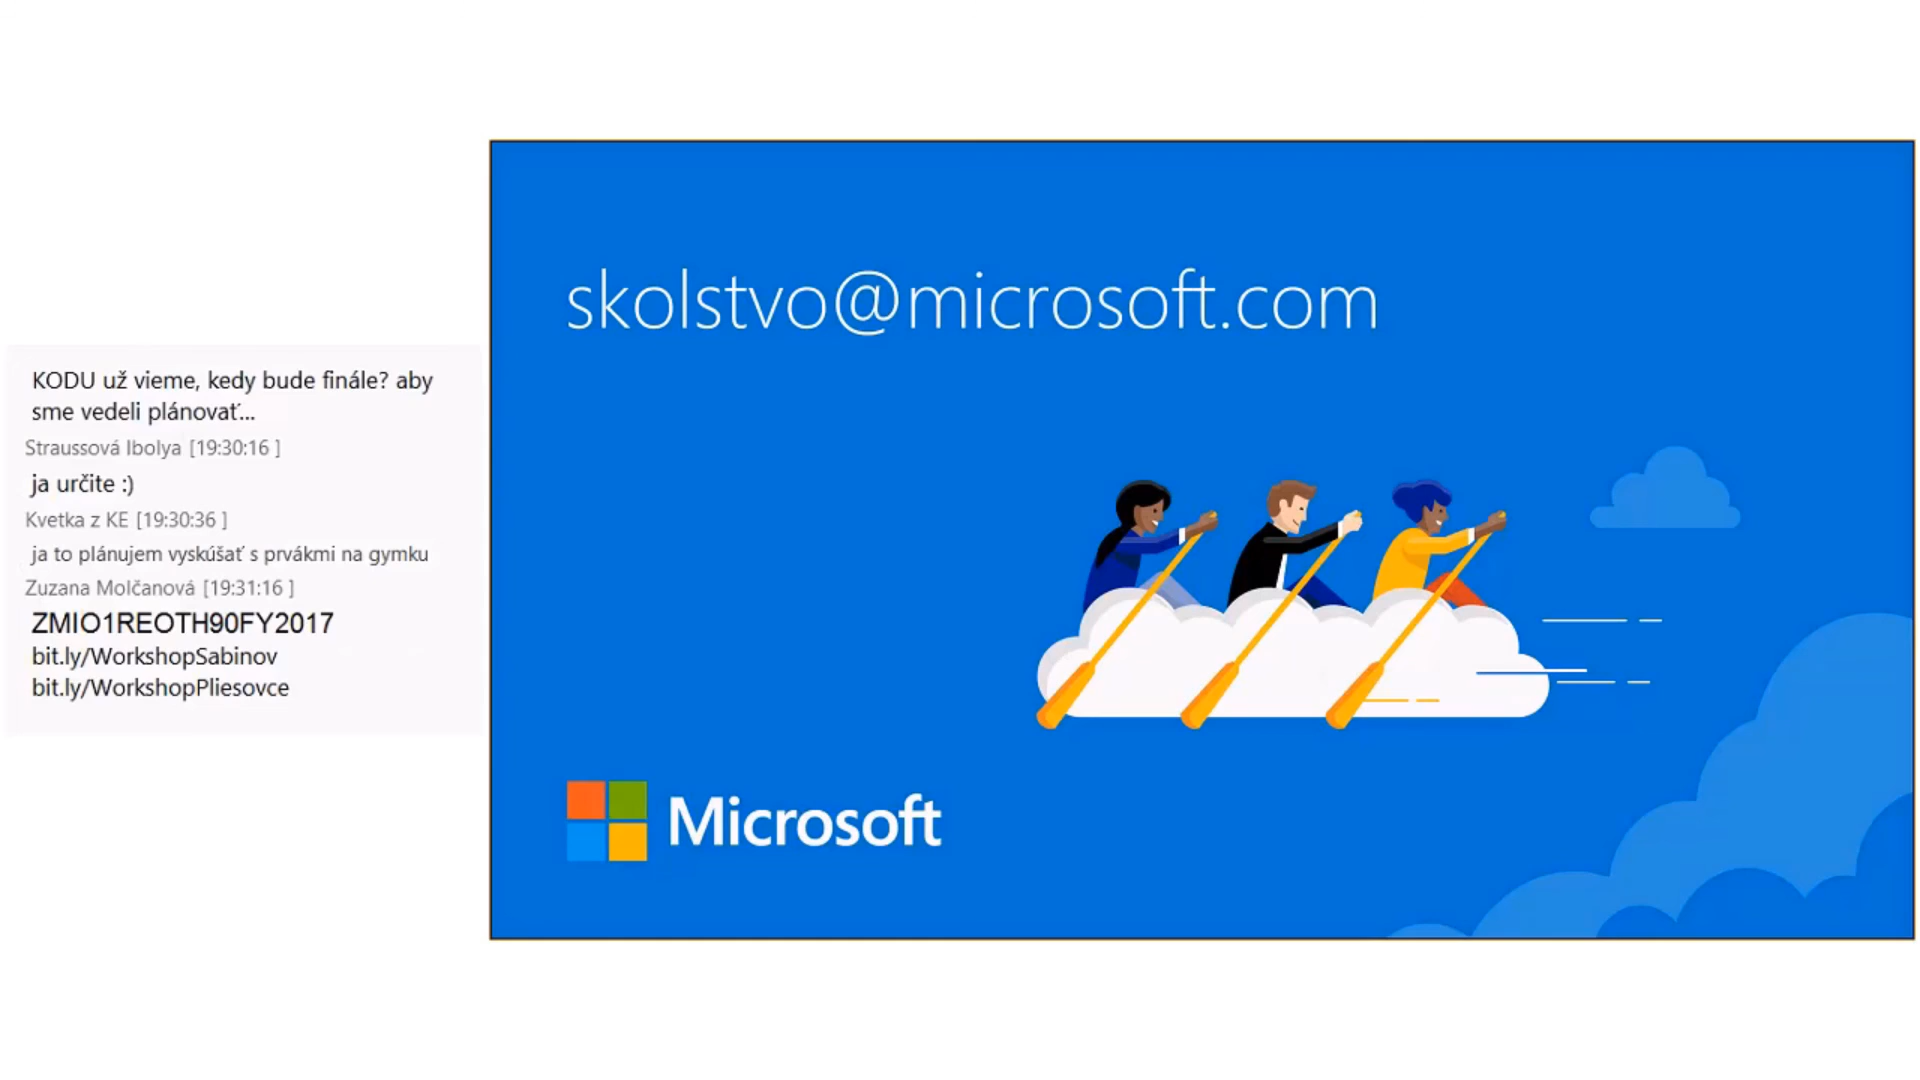 KODU už vieme, kedy bude finále? aby
sme vedeli plánovať...
Straussová Ibolya [19:30:16 ]
ja určite :)
Kvetka z KE [19:30:36 ]
ja to plánujem vyskúšať s prvákmi na gymku
Zuzana Molčanová [19:31:16 ]
ZMIO1REOTH90FY2017
bit.ly/WorkshopSabinov
bit.ly/WorkshopPliesovce
skolstvo@microsoft.com
Microsoft